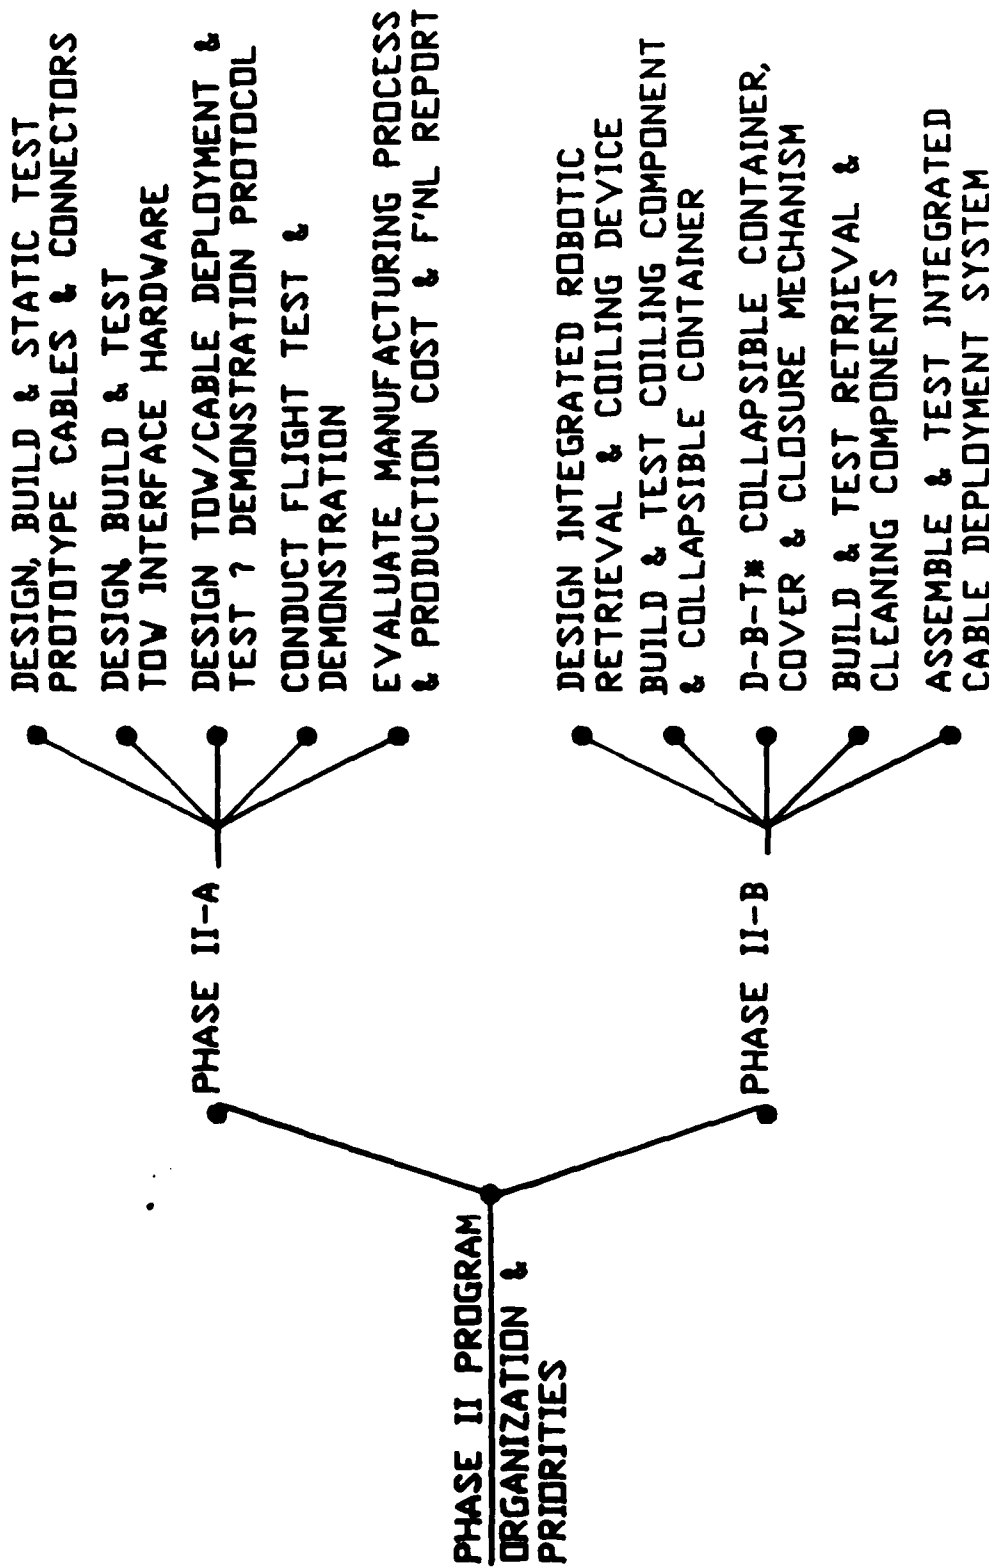 PHASE II PROGRAM
ORGANIZATION &
PRIORITIES
PHASE II-A
DESIGN, BUILD & STATIC TEST
PROTOTYPE CABLES & CONNECTORS
DESIGN, BUILD & TEST
TOW INTERFACE HARDWARE
DESIGN TOW/CABLE DEPLOYMENT &
TEST ? DEMONSTRATION PROTOCOL
CONDUCT FLIGHT TEST &
DEMONSTRATION
EVALUATE MANUFACTURING PROCESS
& PRODUCTION COST & F'NL REPORT
PHASE II-B
DESIGN INTEGRATED ROBOTIC
RETRIEVAL & COILING DEVICE
BUILD & TEST COILING COMPONENT
& COLLAPSIBLE CONTAINER
D-B-T* COLLAPSIBLE CONTAINER,
COVER & CLOSURE MECHANISM
BUILD & TEST RETRIEVAL &
CLEANING COMPONENTS
ASSEMBLE & TEST INTEGRATED
CABLE DEPLOYMENT SYSTEM